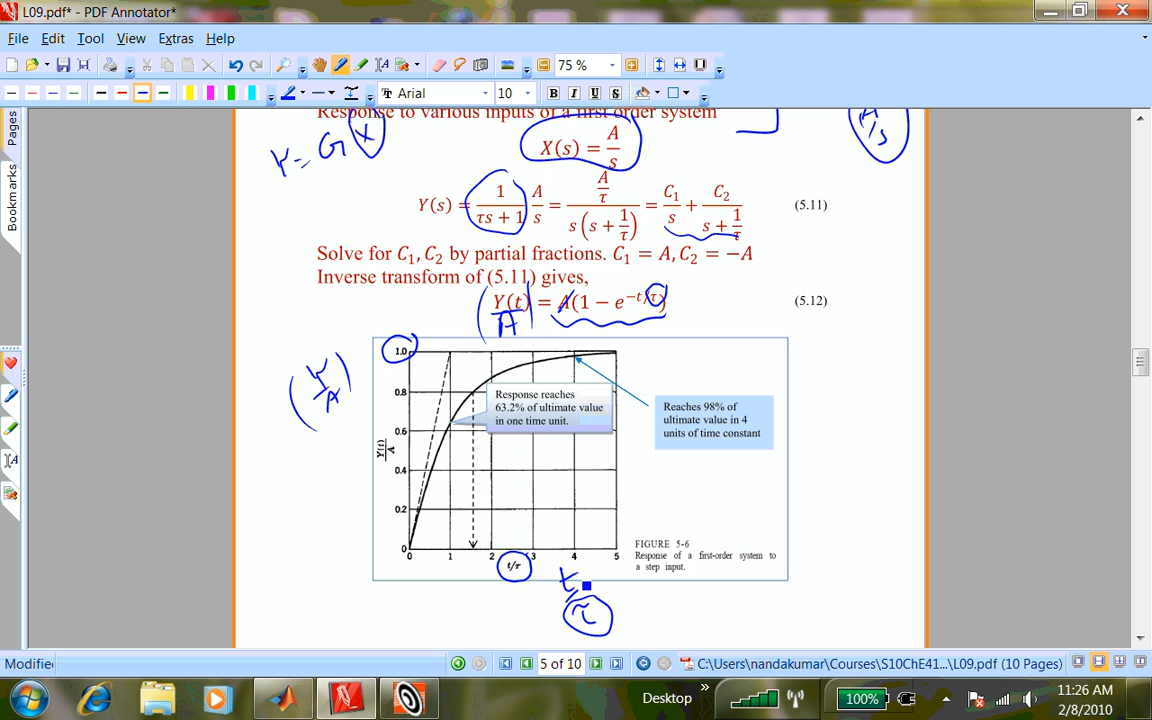 L09.pdf* - PDF Annotator*
File Edit Tool View Extras Help
75 %
Arial 10 B I U S
Pages
Bookmarks
Response to various inputs of a first order system
Y = G X
X(s) = A/s
A/s
Y(s) = 1/(τs + 1) A/s = (A/τ)/(s(s + 1/τ)) = C₁/s + C₂/(s + 1/τ) (5.11)
Solve for C₁, C₂ by partial fractions. C₁ = A, C₂ = −A
Inverse transform of (5.11) gives,
Y(t) = A(1 − e^(−t/τ)) (5.12)
A
(Y/A)
1.0
0.8
0.6
0.4
0.2
0
Y(t)/A
Response reaches
63.2% of ultimate value
in one time unit.
Reaches 98% of
ultimate value in 4
units of time constant
0 1 2 3 4 5
t/τ
FIGURE 5-6
Response of a first-order system to
a step input.
t/τ
Modifie
5 of 10
C:\Users\nandakumar\Courses\S10ChE41...\L09.pdf (10 Pages)
Desktop »
100%
11:26 AM
2/8/2010